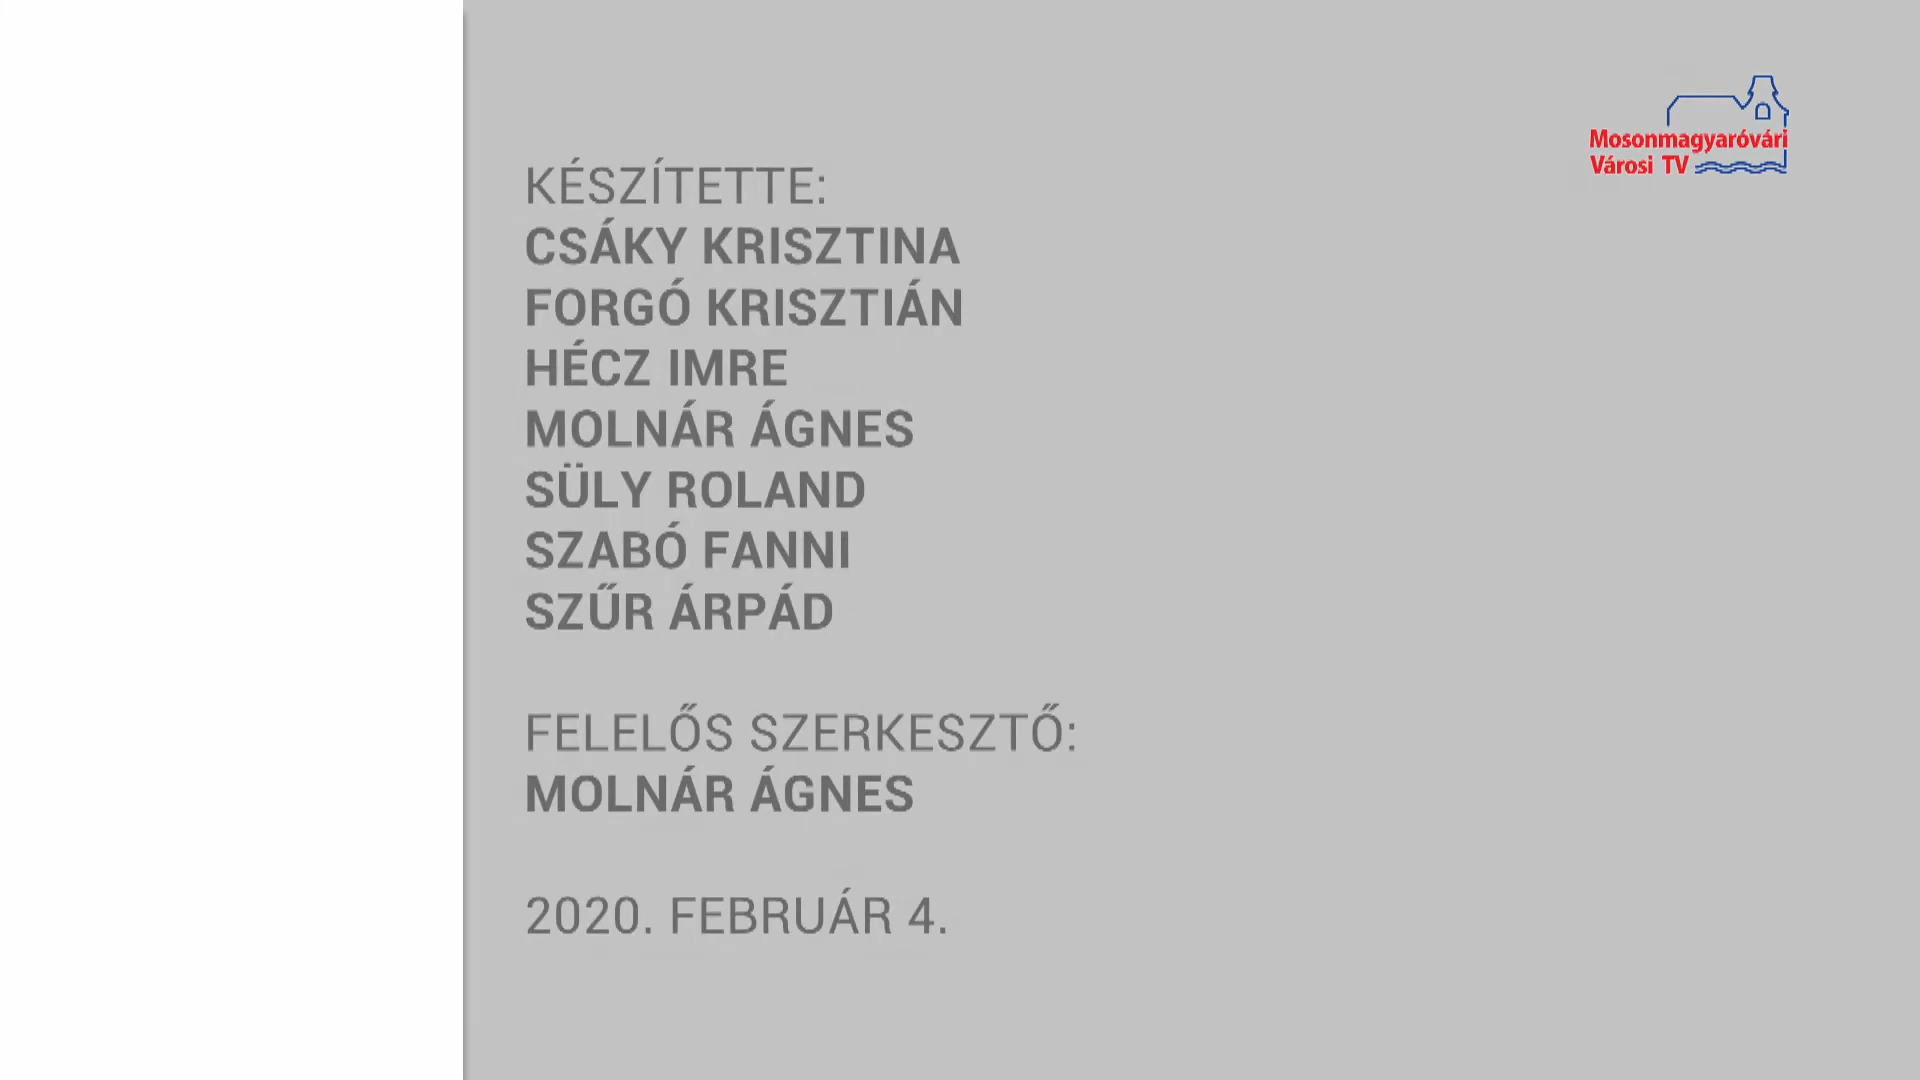 Mosonmagyaróvári
Városi TV
KÉSZÍTETTE:
CSÁKY KRISZTINA
FORGÓ KRISZTIÁN
HÉCZ IMRE
MOLNÁR ÁGNES
SÜLY ROLAND
SZABÓ FANNI
SZŰR ÁRPÁD
FELELŐS SZERKESZTŐ:
MOLNÁR ÁGNES
2020. FEBRUÁR 4.